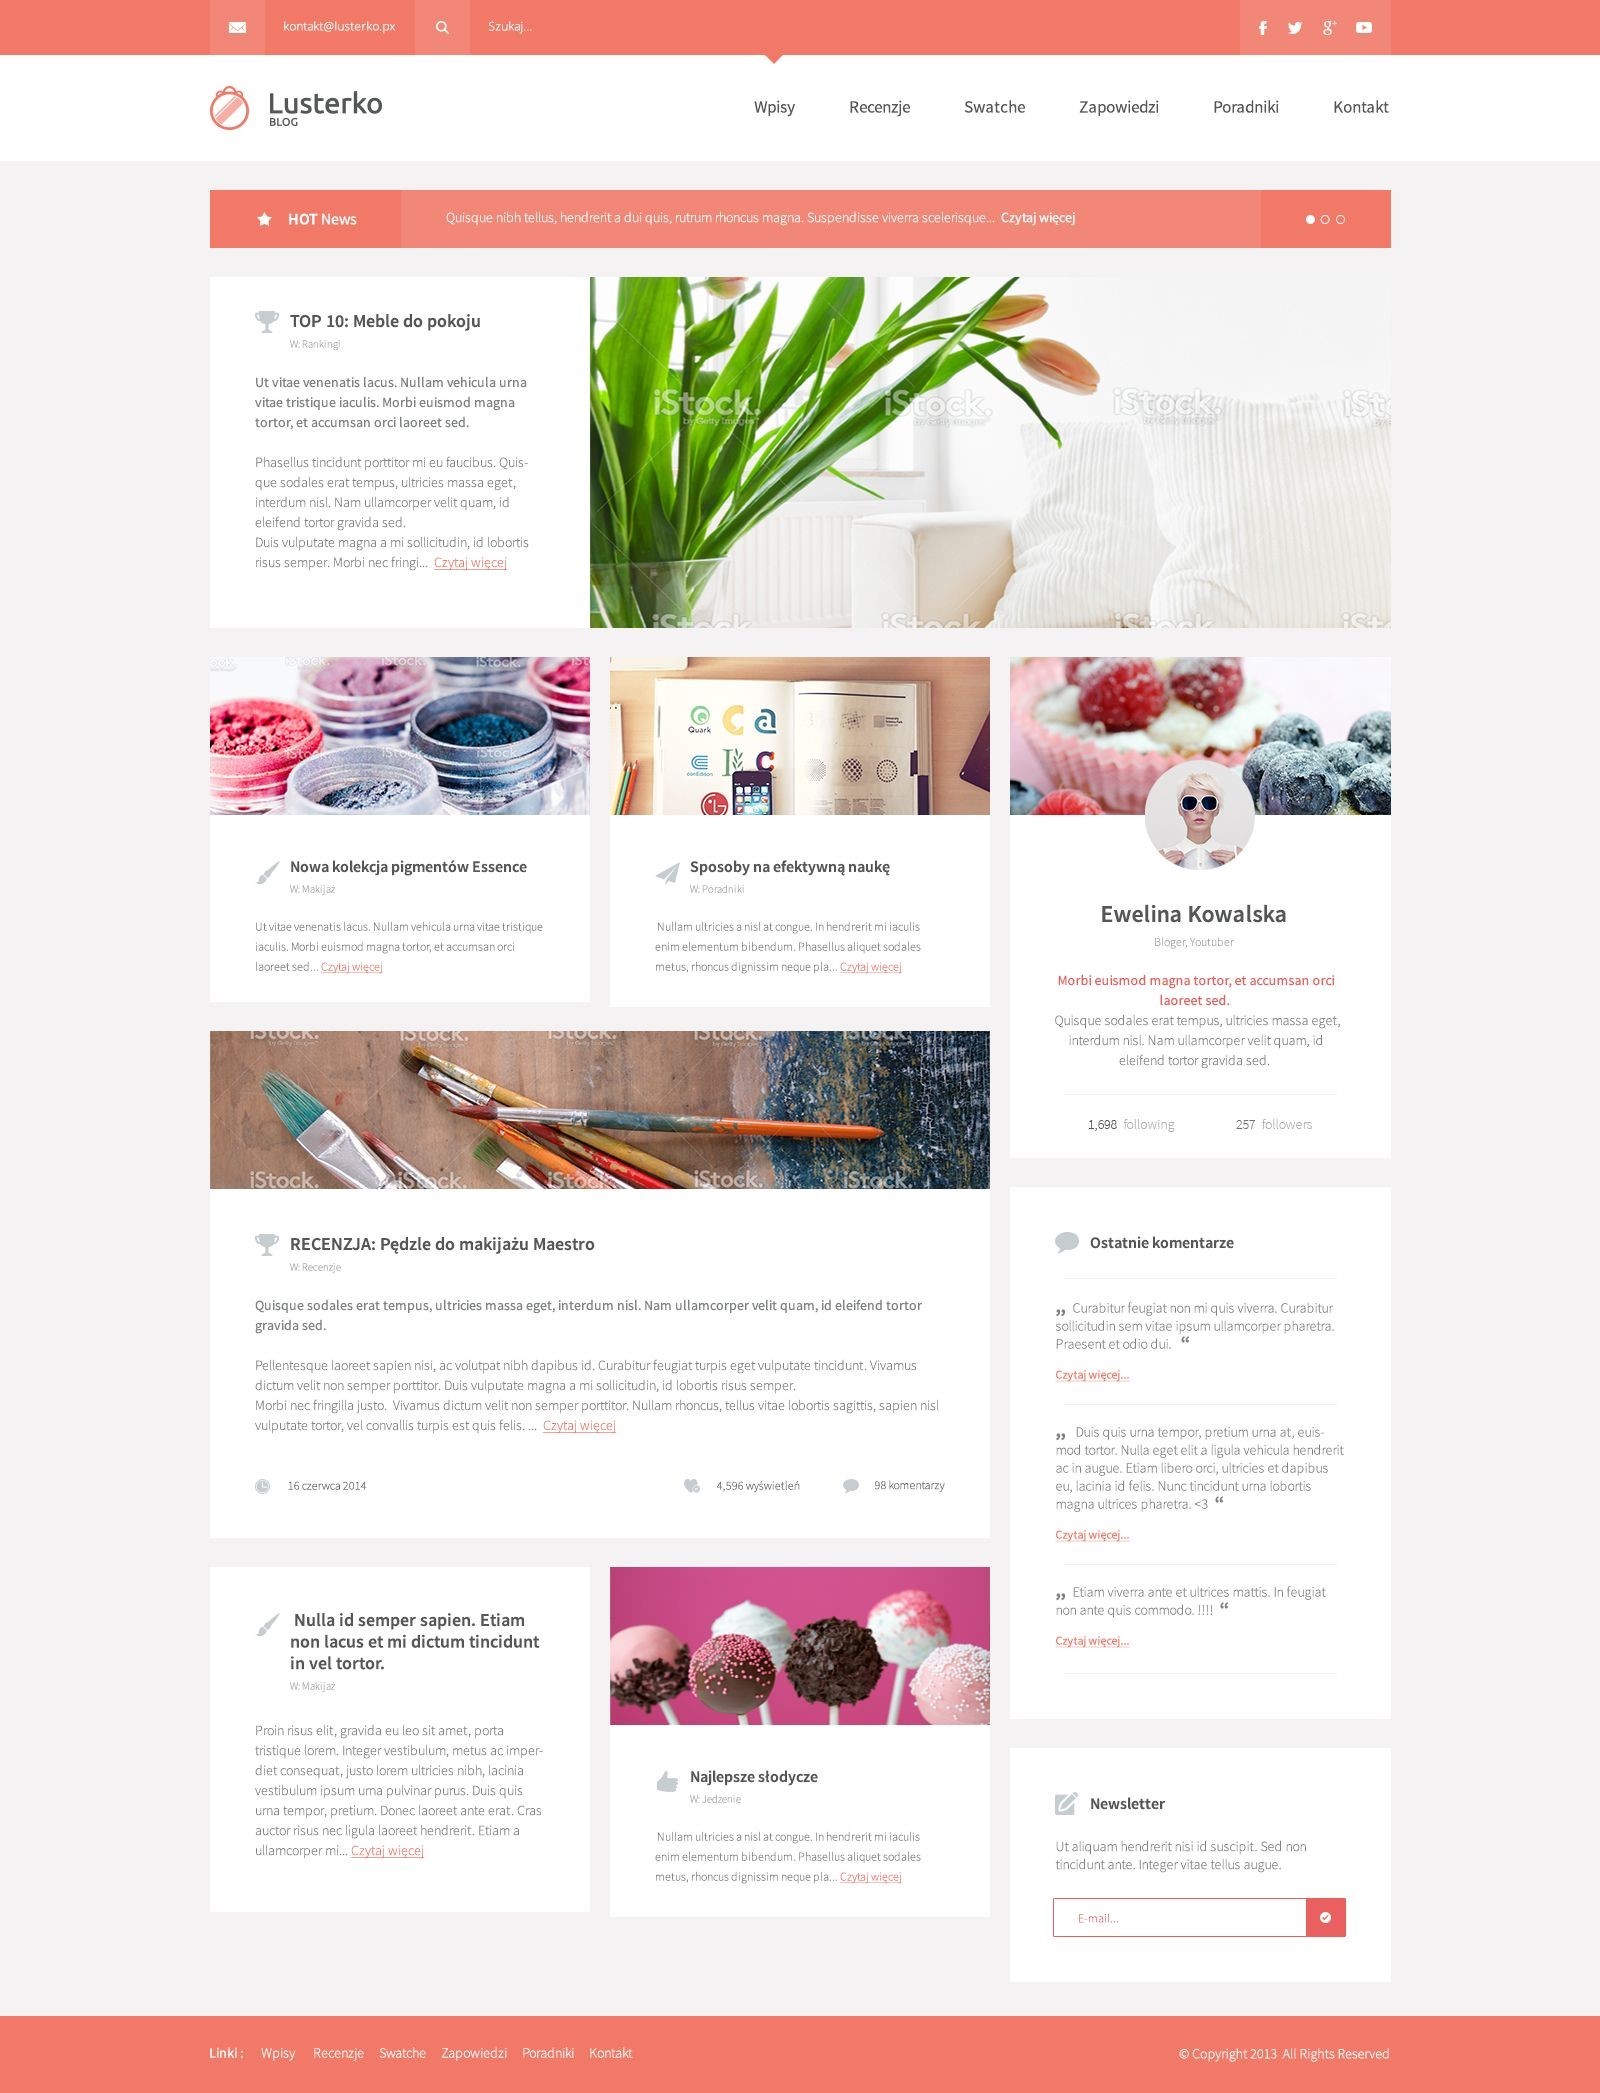 kontakt@lusterko.px
Szukaj...
Lusterko
BLOG
Wpisy Recenzje Swatche Zapowiedzi Poradniki Kontakt
HOT News
Quisque nibh tellus, hendrerit a dui quis, rutrum rhoncus magna. Suspendisse viverra scelerisque... Czytaj więcej
TOP 10: Meble do pokoju
W: Rankingi
Ut vitae venenatis lacus. Nullam vehicula urna
vitae tristique iaculis. Morbi euismod magna
tortor, et accumsan orci laoreet sed.
Phasellus tincidunt porttitor mi eu faucibus. Quis-
que sodales erat tempus, ultricies massa eget,
interdum nisl. Nam ullamcorper velit quam, id
eleifend tortor gravida sed.
Duis vulputate magna a mi sollicitudin, id lobortis
risus semper. Morbi nec fringi... Czytaj więcej
iStock.
by Getty Images
iStock.
by Getty Images
iStock.
by Getty Images
Nowa kolekcja pigmentów Essence
W: Makijaż
Ut vitae venenatis lacus. Nullam vehicula urna vitae tristique
iaculis. Morbi euismod magna tortor, et accumsan orci
laoreet sed... Czytaj więcej
Quark
Sposoby na efektywną naukę
W: Poradniki
Nullam ultricies a nisl at congue. In hendrerit mi iaculis
enim elementum bibendum. Phasellus aliquet sodales
metus, rhoncus dignissim neque pla... Czytaj więcej
Ewelina Kowalska
Bloger, Youtuber
Morbi euismod magna tortor, et accumsan orci
laoreet sed.
Quisque sodales erat tempus, ultricies massa eget,
interdum nisl. Nam ullamcorper velit quam, id
eleifend tortor gravida sed.
1,698 following
257 followers
iStock. iStock. iStock. iStock. iStock.
RECENZJA: Pędzle do makijażu Maestro
W: Recenzje
Quisque sodales erat tempus, ultricies massa eget, interdum nisl. Nam ullamcorper velit quam, id eleifend tortor
gravida sed.
Pellentesque laoreet sapien nisi, ac volutpat nibh dapibus id. Curabitur feugiat turpis eget vulputate tincidunt. Vivamus
dictum velit non semper porttitor. Duis vulputate magna a mi sollicitudin, id lobortis risus semper.
Morbi nec fringilla justo. Vivamus dictum velit non semper porttitor. Nullam rhoncus, tellus vitae lobortis sagittis, sapien nisl
vulputate tortor, vel convallis turpis est quis felis. ... Czytaj więcej
16 czerwca 2014
4,596 wyświetleń
98 komentarzy
Ostatnie komentarze
„ Curabitur feugiat non mi quis viverra. Curabitur
sollicitudin sem vitae ipsum ullamcorper pharetra.
Praesent et odio dui. “
Czytaj więcej...
„ Duis quis urna tempor, pretium urna at, euis-
mod tortor. Nulla eget elit a ligula vehicula hendrerit
ac in augue. Etiam libero orci, ultricies et dapibus
eu, lacinia id felis. Nunc tincidunt urna lobortis
magna ultrices pharetra. <3 “
Czytaj więcej...
„ Etiam viverra ante et ultrices mattis. In feugiat
non ante quis commodo. !!!! “
Czytaj więcej...
Nulla id semper sapien. Etiam
non lacus et mi dictum tincidunt
in vel tortor.
W: Makijaż
Proin risus elit, gravida eu leo sit amet, porta
tristique lorem. Integer vestibulum, metus ac imper-
diet consequat, justo lorem ultricies nibh, lacinia
vestibulum ipsum urna pulvinar purus. Duis quis
urna tempor, pretium. Donec laoreet ante erat. Cras
auctor risus nec ligula laoreet hendrerit. Etiam a
ullamcorper mi... Czytaj więcej
Najlepsze słodycze
W: Jedzenie
Nullam ultricies a nisl at congue. In hendrerit mi iaculis
enim elementum bibendum. Phasellus aliquet sodales
metus, rhoncus dignissim neque pla... Czytaj więcej
Newsletter
Ut aliquam hendrerit nisi id suscipit. Sed non
tincidunt ante. Integer vitae tellus augue.
E-mail...
Linki : Wpisy Recenzje Swatche Zapowiedzi Poradniki Kontakt
© Copyright 2013 All Rights Reserved